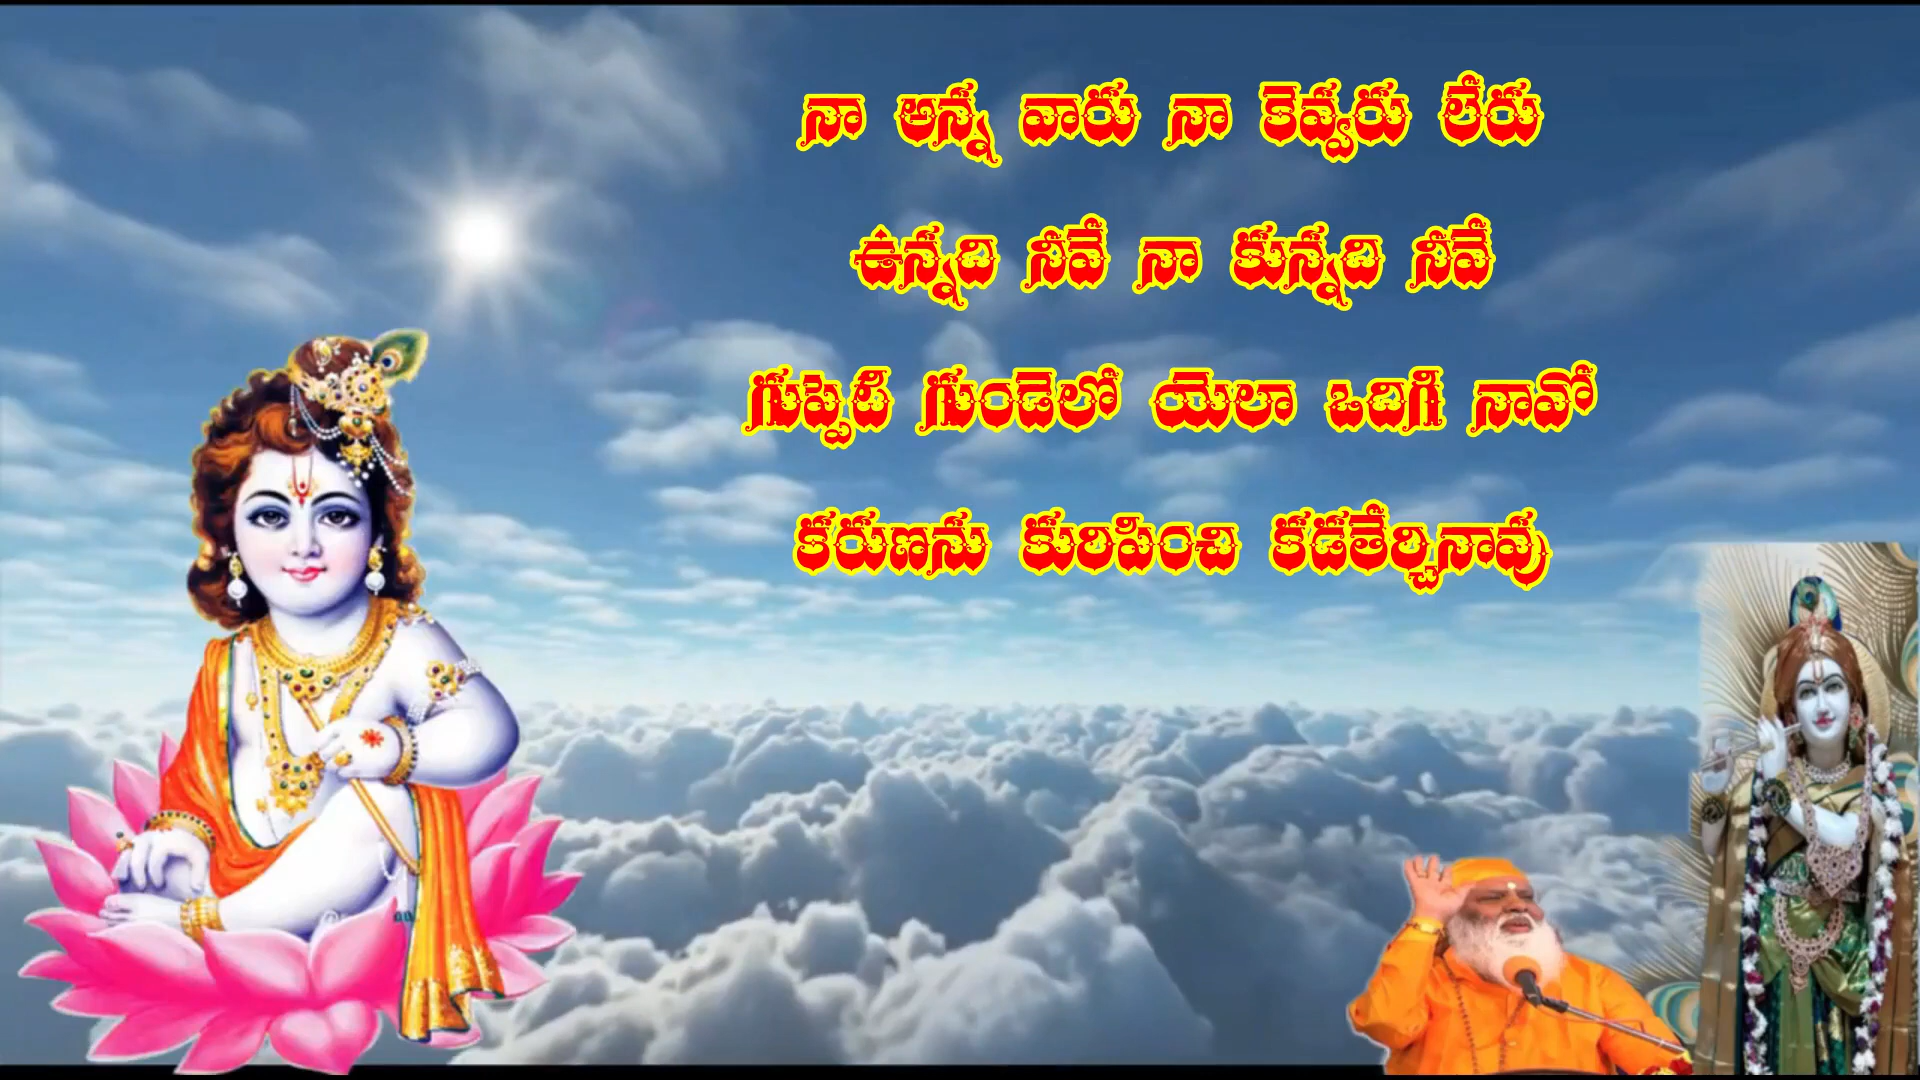 నా అన్న వారు నా కెవ్వరు లేరు
ఉన్నది నీవే నా కున్నది నీవే
గుప్పెటి గుండెలో యెలా ఒదిగి నావో
కరుణను కురిపించి కడతేర్చినావు